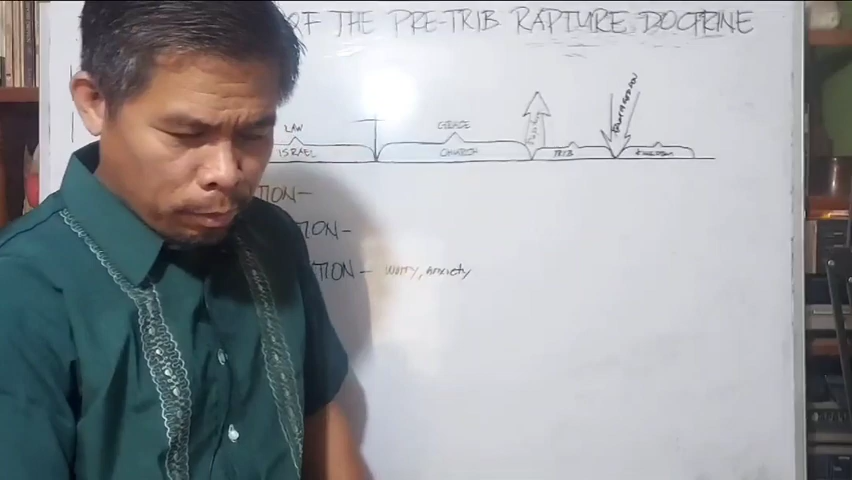 OF THE PRE-TRIB RAPTURE DOCTRINE
LAW
ISRAEL
GRACE
CHURCH
TRIB
KINGDOM
TION-
TION-
TION- WORRY, ANXIETY